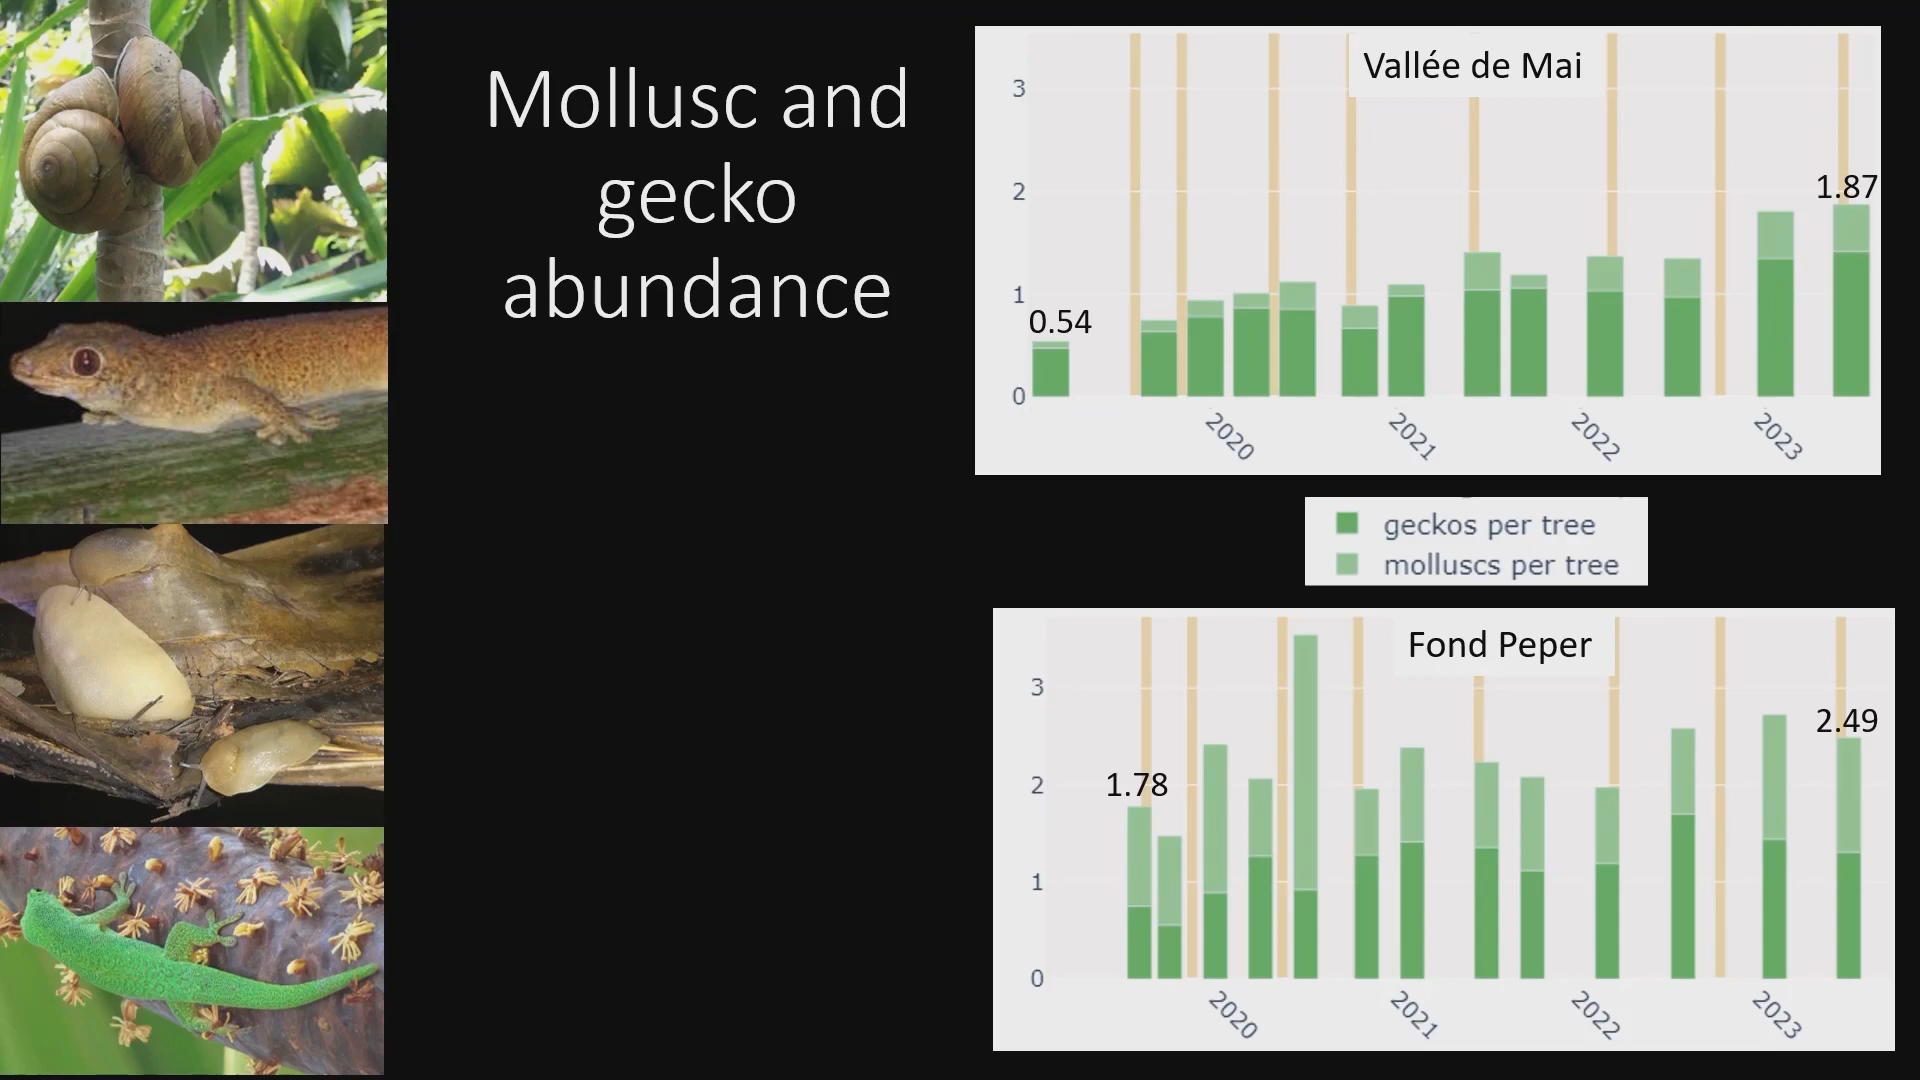 Mollusc and
gecko
abundance
Vallée de Mai
3
2
1
0
0.54
1.87
2020
2021
2022
2023
geckos per tree
molluscs per tree
Fond Peper
3
2
1
0
1.78
2.49
2020
2021
2022
2023